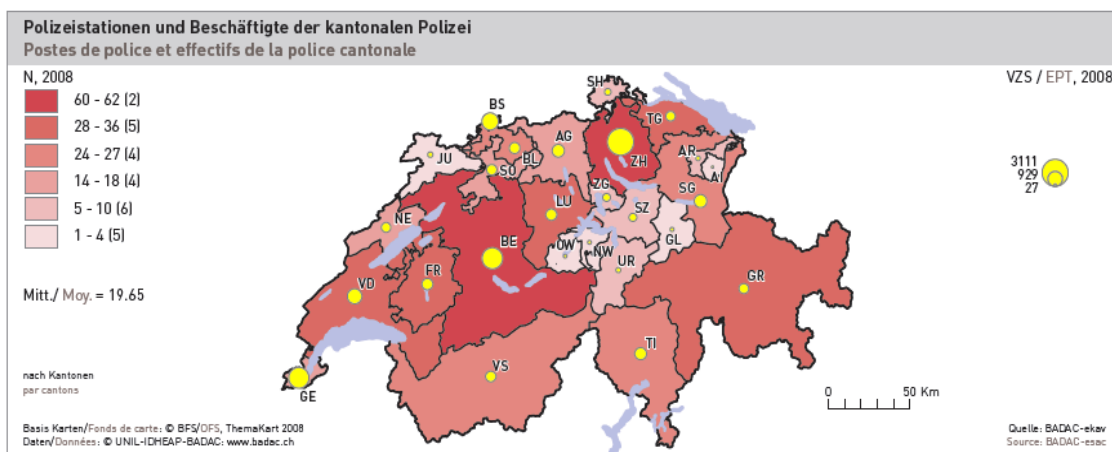 Polizeistationen und Beschäftigte der kantonalen Polizei
Postes de police et effectifs de la police cantonale
N, 2008
VZS / EPT, 2008
60 - 62 (2)
28 - 36 (5)
24 - 27 (4)
14 - 18 (4)
5 - 10 (6)
1 - 4 (5)
Mitt./ Moy. = 19.65
3111
929
27
SH
BS
TG
AG
JU
BL
ZH
AR
AI
SO
ZG
SG
LU
SZ
NE
GL
OW
NW
BE
UR
FR
GR
VD
TI
VS
GE
0
50 Km
nach Kantonen
par cantons
Basis Karten/Fonds de carte: © BFS/OFS, ThemaKart 2008
Daten/Données: © UNIL-IDHEAP-BADAC: www.badac.ch
Quelle: BADAC-ekav
Source: BADAC-esac